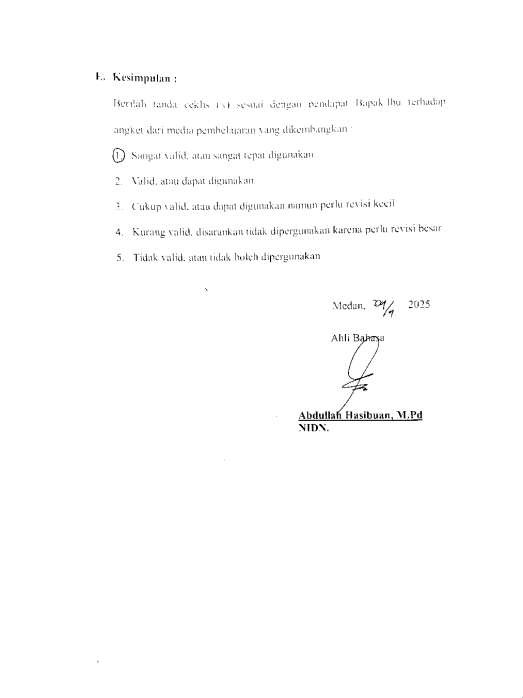 E. Kesimpulan :
Berilah tanda ceklis (√) sesuai dengan pendapat Bapak/Ibu terhadap
angket dari media pembelajaran yang dikembangkan :
1. Sangat valid, atau sangat tepat digunakan
2. Valid, atau dapat digunakan
3. Cukup valid, atau dapat digunakan namun perlu revisi kecil
4. Kurang valid, disarankan tidak dipergunakan karena perlu revisi besar
5. Tidak valid, atau tidak boleh dipergunakan
Medan, 2025
Ahli Bahasa
Abdullah Hasibuan, M.Pd
NIDN.